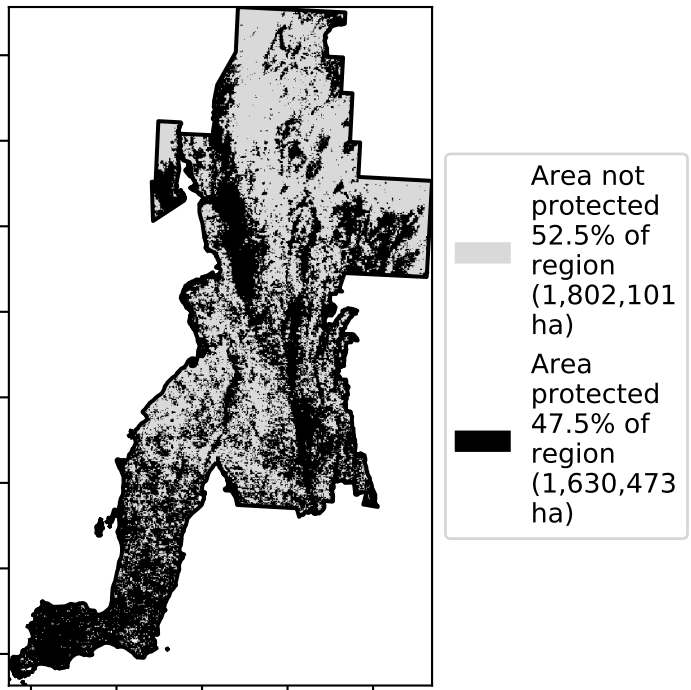 Area not
protected
52.5% of
region
(1,802,101
ha)
Area
protected
47.5% of
region
(1,630,473
ha)